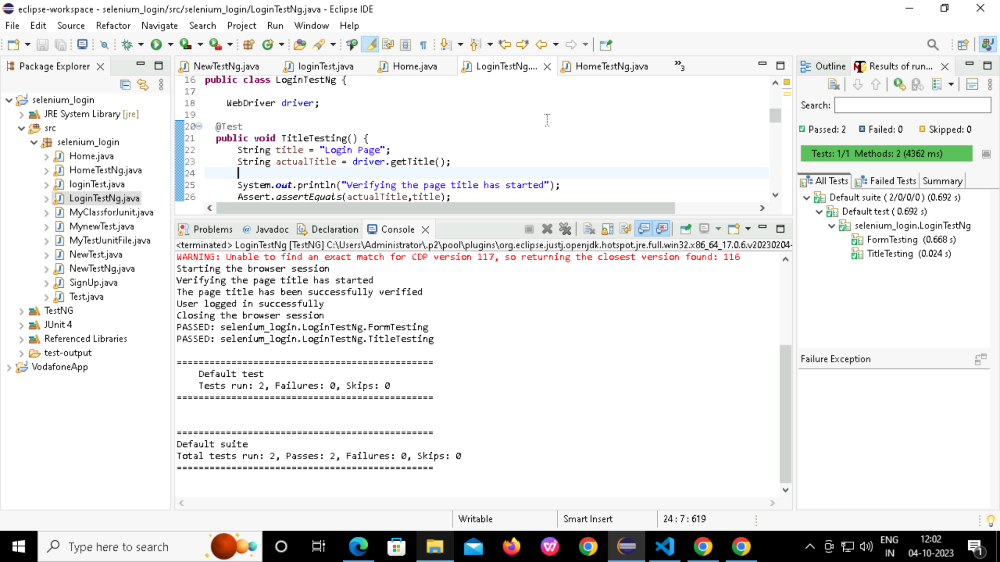 eclipse-workspace - selenium_login/src/selenium_login/LoginTestNg.java - Eclipse IDE
File Edit Source Refactor Navigate Search Project Run Window Help
Package Explorer
selenium_login
JRE System Library [jre]
src
selenium_login
Home.java
HomeTestNg.java
loginTest.java
LoginTestNg.java
MyClassforJunit.java
MynewTest.java
MyTestJunitFile.java
NewTest.java
NewTestNg.java
SignUp.java
Test.java
TestNG
JUnit 4
Referenced Libraries
test-output
VodafoneApp
NewTestNg.java loginTest.java Home.java LoginTestNg.... HomeTestNg.java »3
16 public class LoginTestNg {
17
18 WebDriver driver;
19
20 @Test
21 public void TitleTesting() {
22 String title = "Login Page";
23 String actualTitle = driver.getTitle();
24
25 System.out.println("Verifying the page title has started");
26 Assert.assertEquals(actualTitle,title);
Problems @ Javadoc Declaration Console
<terminated> LoginTestNg [TestNG] C:\Users\Administrator\.p2\pool\plugins\org.eclipse.justj.openjdk.hotspot.jre.full.win32.x86_64_17.0.6.v20230204-
WARNING: Unable to find an exact match for CDP version 117, so returning the closest version found: 116
Starting the browser session
Verifying the page title has started
The page title has been successfully verified
User logged in successfully
Closing the browser session
PASSED: selenium_login.LoginTestNg.FormTesting
PASSED: selenium_login.LoginTestNg.TitleTesting
===============================================
Default test
Tests run: 2, Failures: 0, Skips: 0
===============================================
===============================================
Default suite
Total tests run: 2, Passes: 2, Failures: 0, Skips: 0
===============================================
Outline Results of run...
Search:
Passed: 2 Failed: 0 Skipped: 0
Tests: 1/1 Methods: 2 (4362 ms)
All Tests Failed Tests Summary
Default suite ( 2/0/0/0 ) (0.692 s)
Default test ( 0.692 s)
selenium_login.LoginTestNg
FormTesting (0.668 s)
TitleTesting (0.024 s)
Failure Exception
Writable Smart Insert 24 : 7 : 619
Type here to search
ENG
IN
12:02
04-10-2023
1